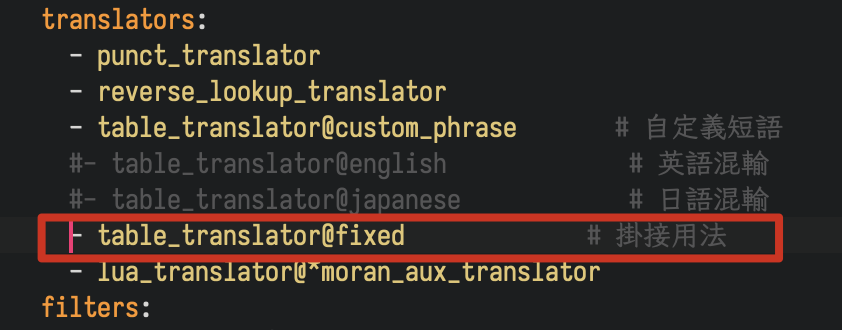 translators:
- punct_translator
- reverse_lookup_translator
- table_translator@custom_phrase # 自定義短語
#- table_translator@english # 英語混輸
#- table_translator@japanese # 日語混輸
- table_translator@fixed # 掛接用法
- lua_translator@*moran_aux_translator
filters: